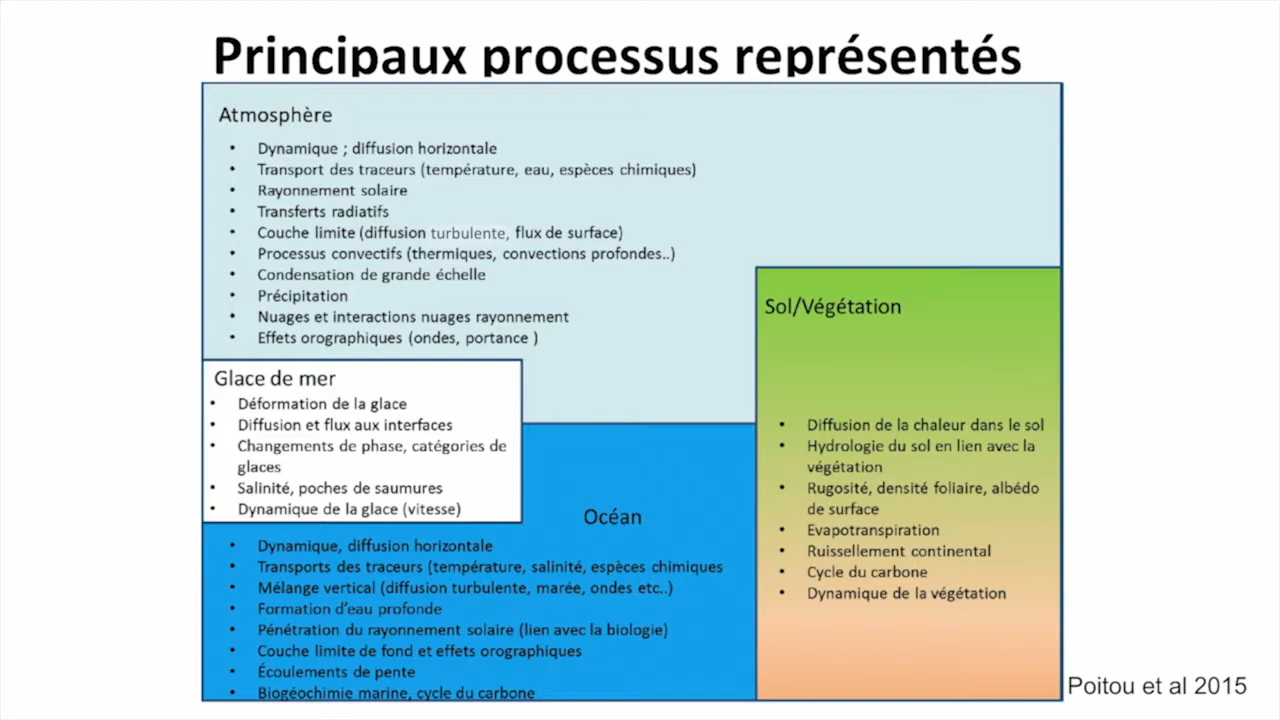 Principaux processus représentés
Atmosphère
• Dynamique ; diffusion horizontale
• Transport des traceurs (température, eau, espèces chimiques)
• Rayonnement solaire
• Transferts radiatifs
• Couche limite (diffusion turbulente, flux de surface)
• Processus convectifs (thermiques, convections profondes..)
• Condensation de grande échelle
• Précipitation
• Nuages et interactions nuages rayonnement
• Effets orographiques (ondes, portance )
Glace de mer
• Déformation de la glace
• Diffusion et flux aux interfaces
• Changements de phase, catégories de
glaces
• Salinité, poches de saumures
• Dynamique de la glace (vitesse)
Océan
• Dynamique, diffusion horizontale
• Transports des traceurs (température, salinité, espèces chimiques
• Mélange vertical (diffusion turbulente, marée, ondes etc..)
• Formation d'eau profonde
• Pénétration du rayonnement solaire (lien avec la biologie)
• Couche limite de fond et effets orographiques
• Écoulements de pente
• Biogéochimie marine, cycle du carbone
Sol/Végétation
• Diffusion de la chaleur dans le sol
• Hydrologie du sol en lien avec la
végétation
• Rugosité, densité foliaire, albédo
de surface
• Evapotranspiration
• Ruissellement continental
• Cycle du carbone
• Dynamique de la végétation
Poitou et al 2015